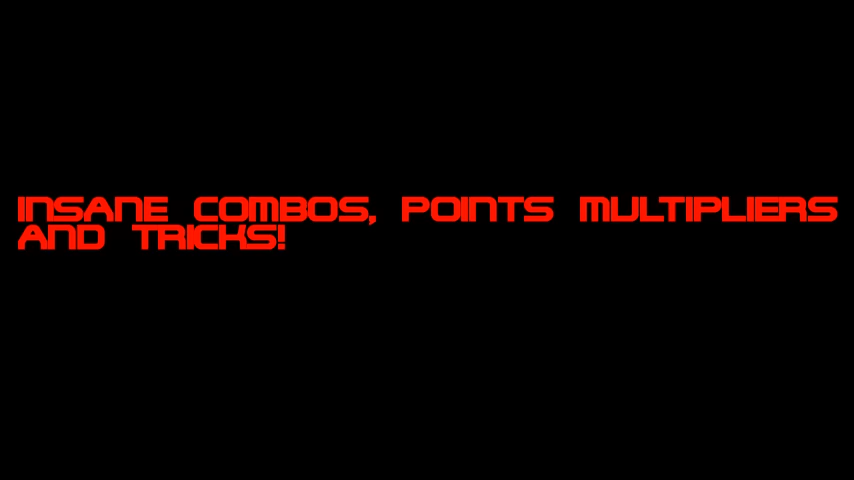 INSANE COMBOS, POINTS MULTIPLIERS
AND TRICKS!